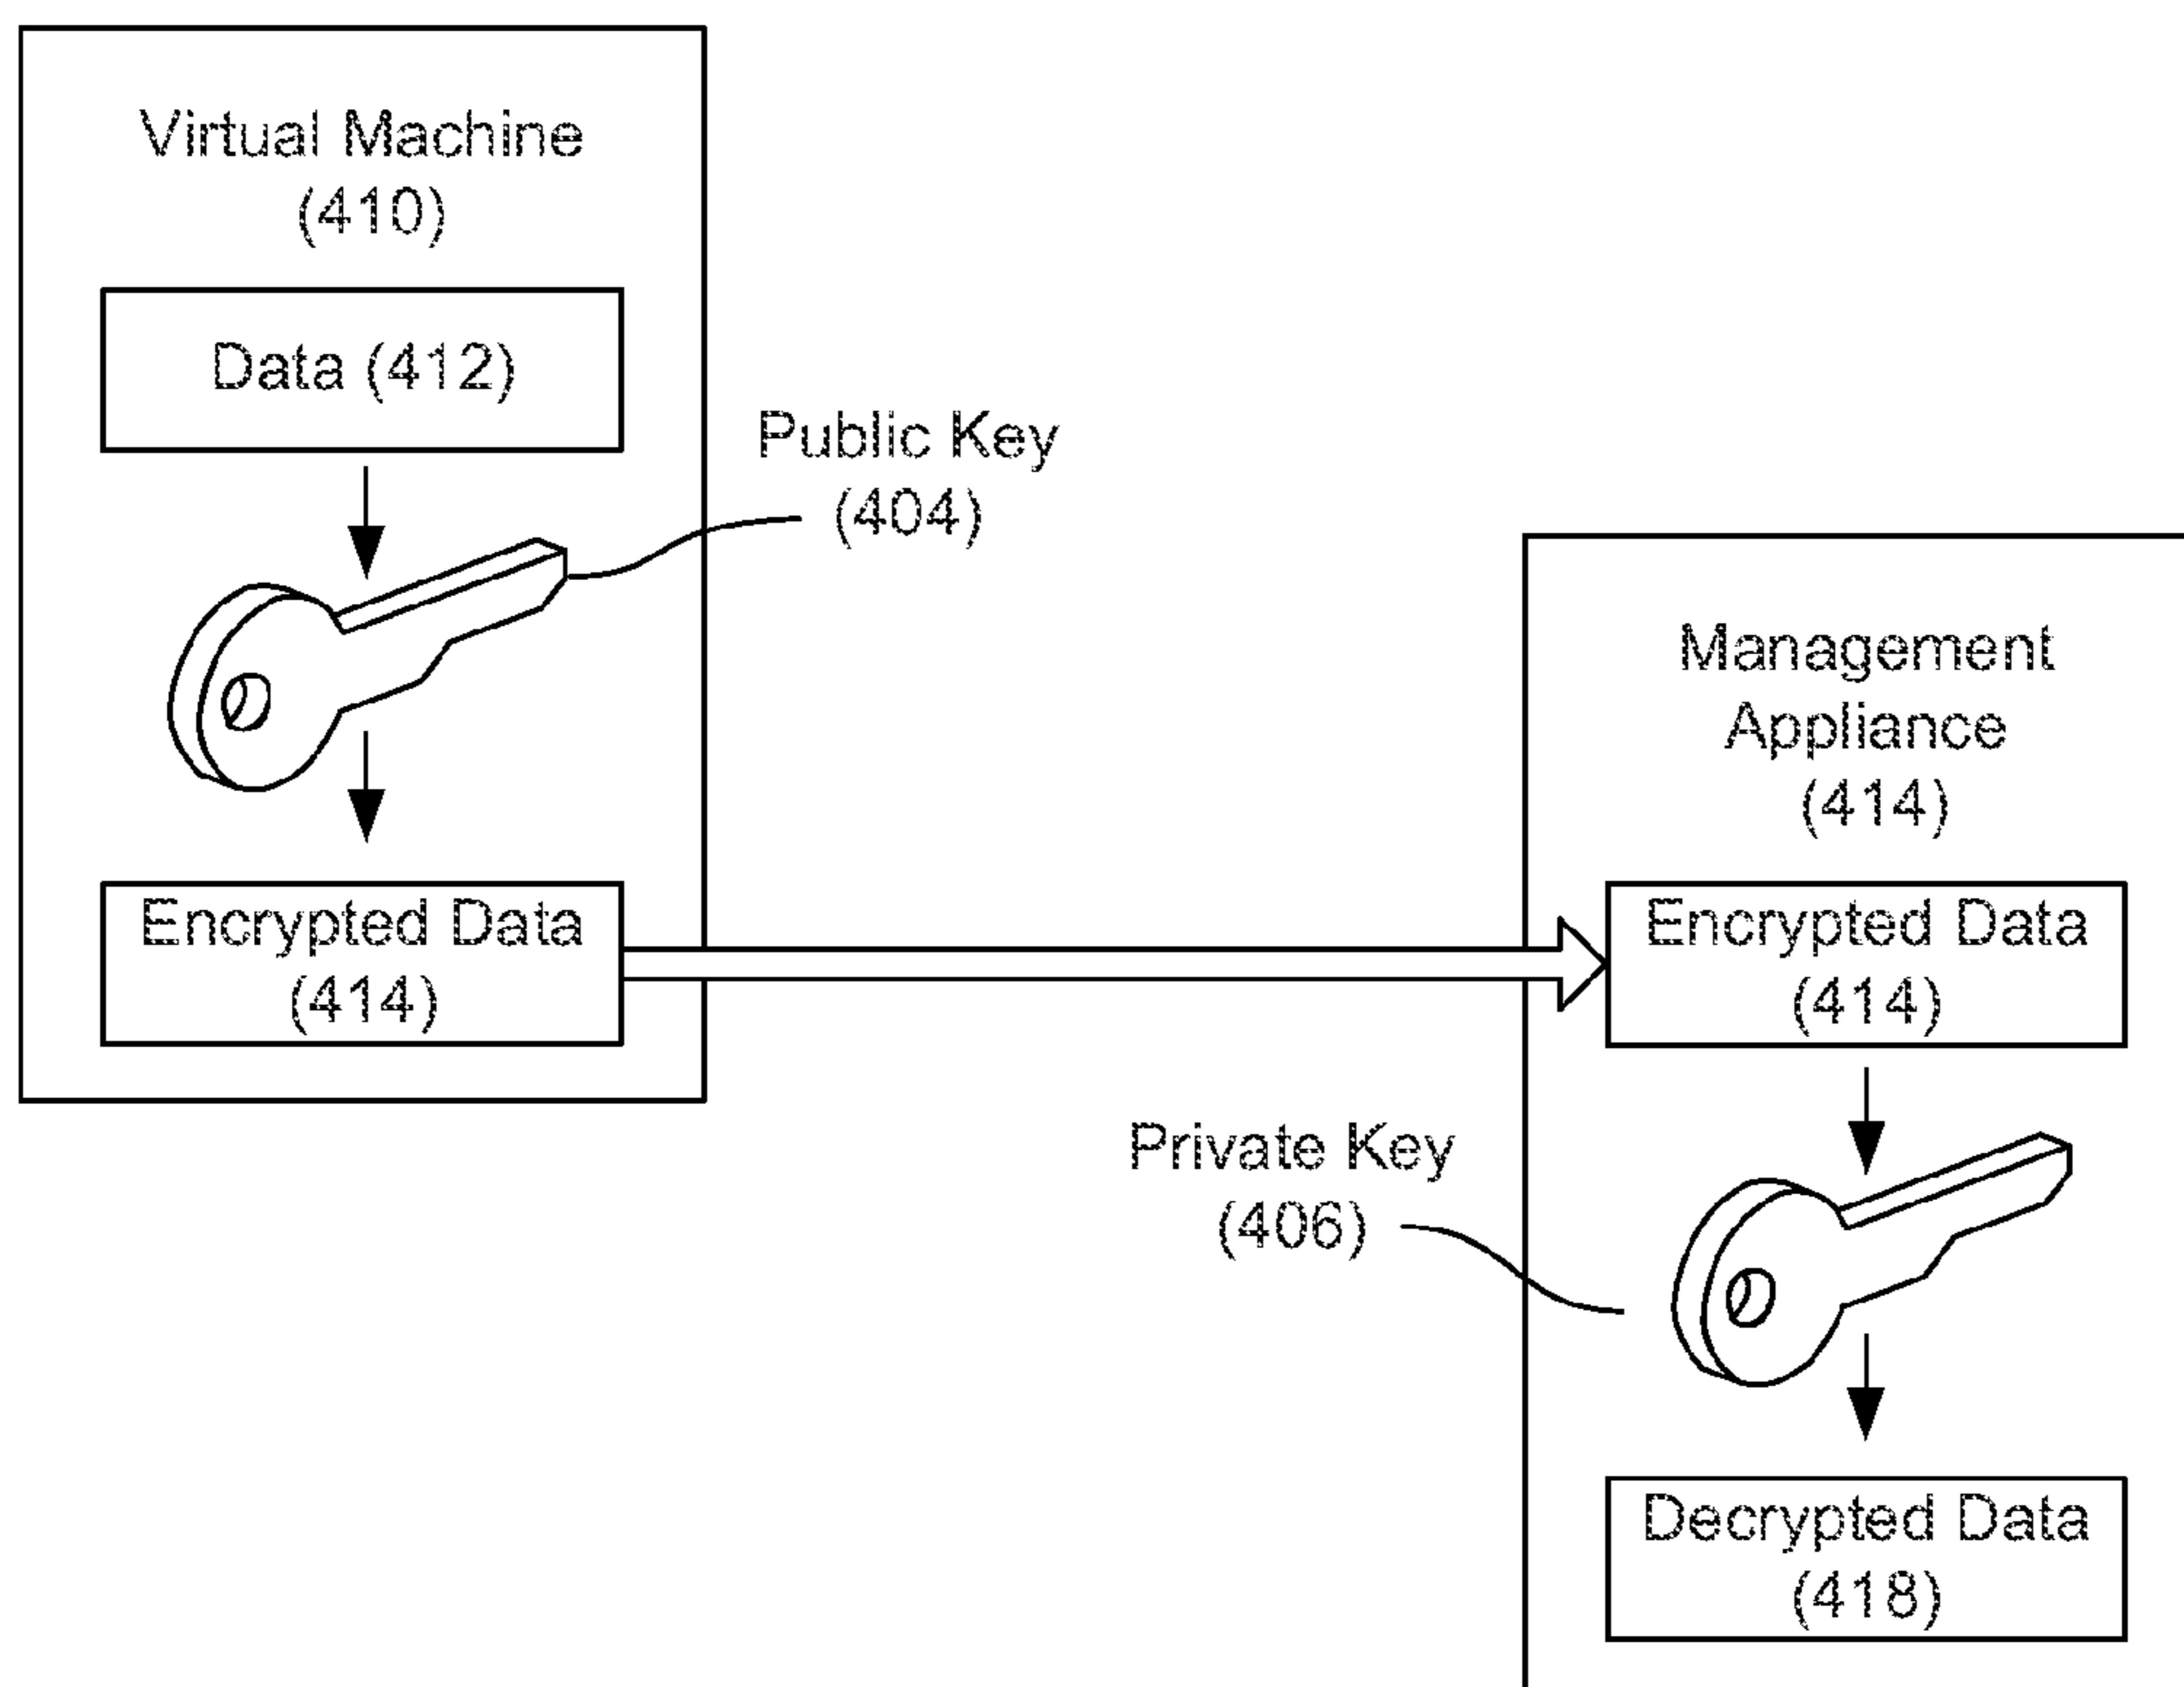 Virtual Machine
(410)
Data (412)
Public Key
(404)
Encrypted Data
(414)
Management
Appliance
(414)
Encrypted Data
(414)
Private Key
(406)
Decrypted Data
(418)